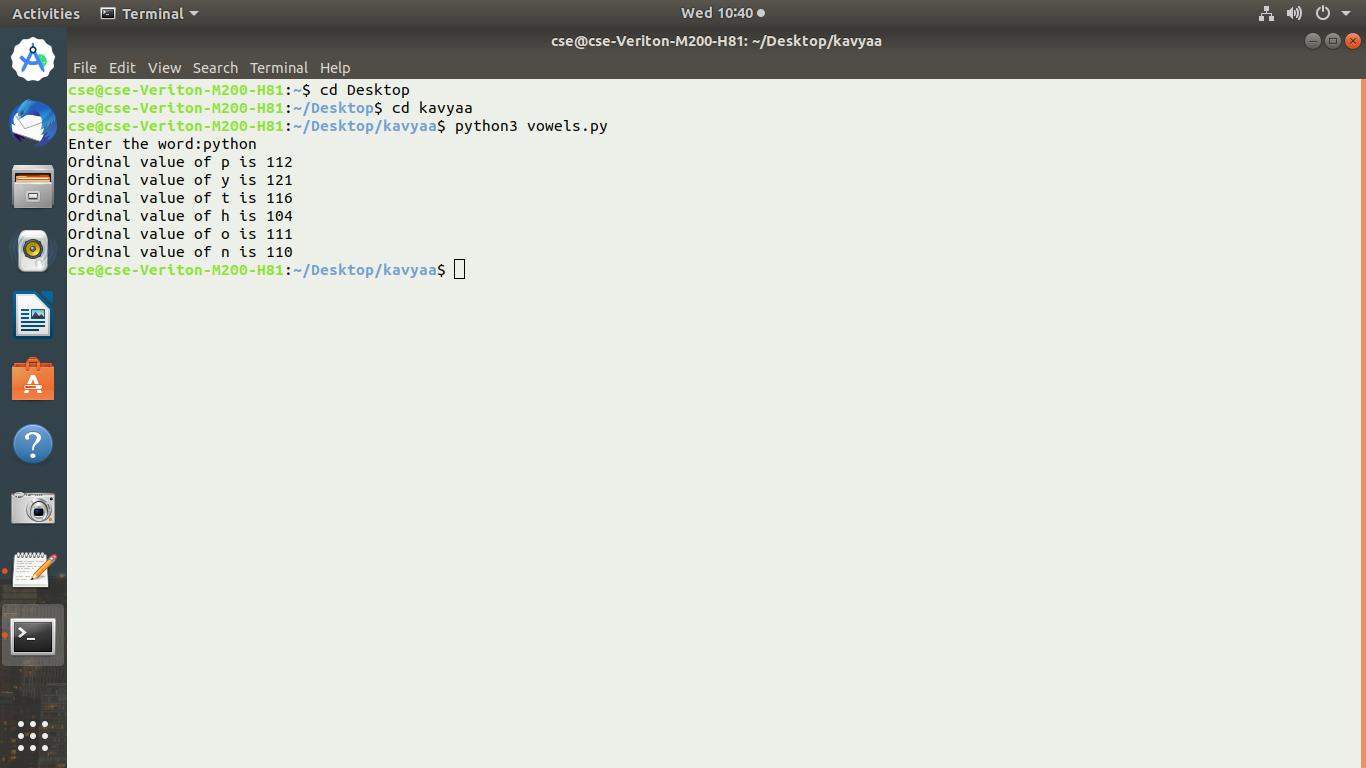 Activities Terminal Wed 10:40
cse@cse-Veriton-M200-H81: ~/Desktop/kavyaa
File Edit View Search Terminal Help
cse@cse-Veriton-M200-H81:~$ cd Desktop
cse@cse-Veriton-M200-H81:~/Desktop$ cd kavyaa
cse@cse-Veriton-M200-H81:~/Desktop/kavyaa$ python3 vowels.py
Enter the word:python
Ordinal value of p is 112
Ordinal value of y is 121
Ordinal value of t is 116
Ordinal value of h is 104
Ordinal value of o is 111
Ordinal value of n is 110
cse@cse-Veriton-M200-H81:~/Desktop/kavyaa$